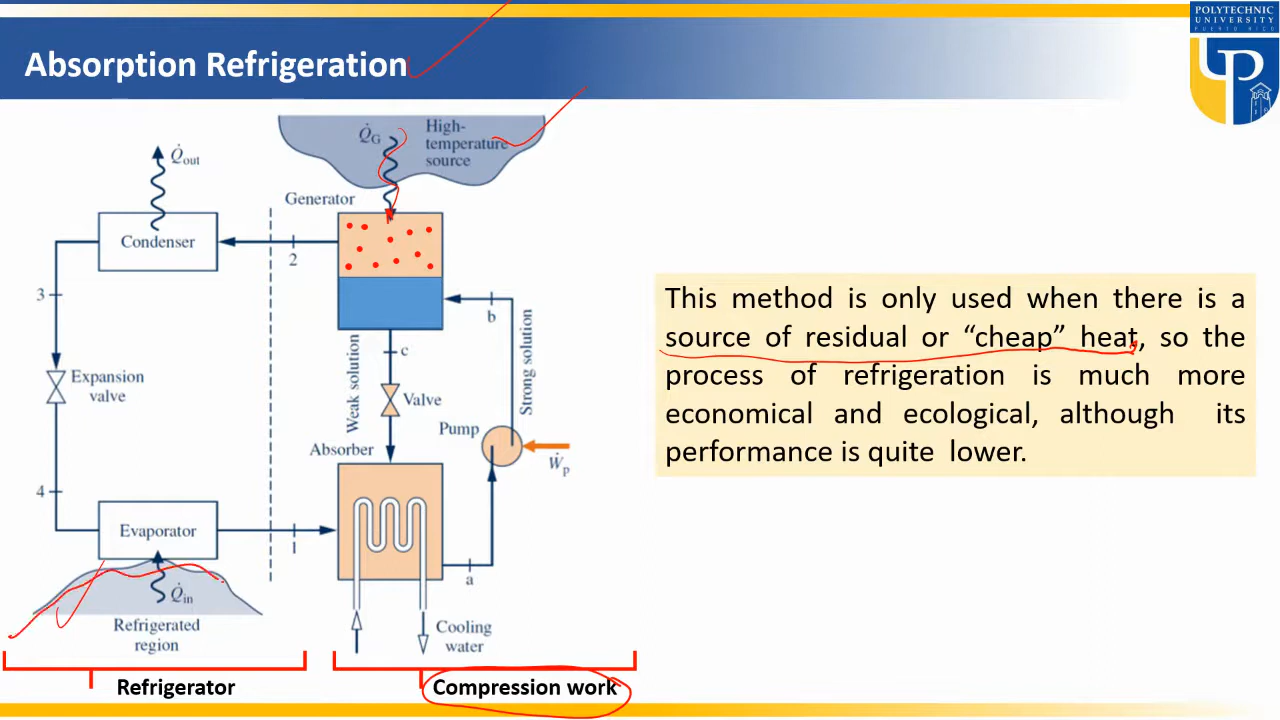 POLYTECHNIC
UNIVERSITY
PUERTO RICO
Absorption Refrigeration
Q̇G
High-
temperature
source
Q̇out
Generator
Condenser
2
3
b
c
Weak solution
Strong solution
Expansion
valve
Valve
Pump
Ẇp
Absorber
4
Evaporator
1
a
Q̇in
Refrigerated
region
Cooling
water
Refrigerator
Compression work
This method is only used when there is a
source of residual or “cheap” heat, so the
process of refrigeration is much more
economical and ecological, although its
performance is quite lower.